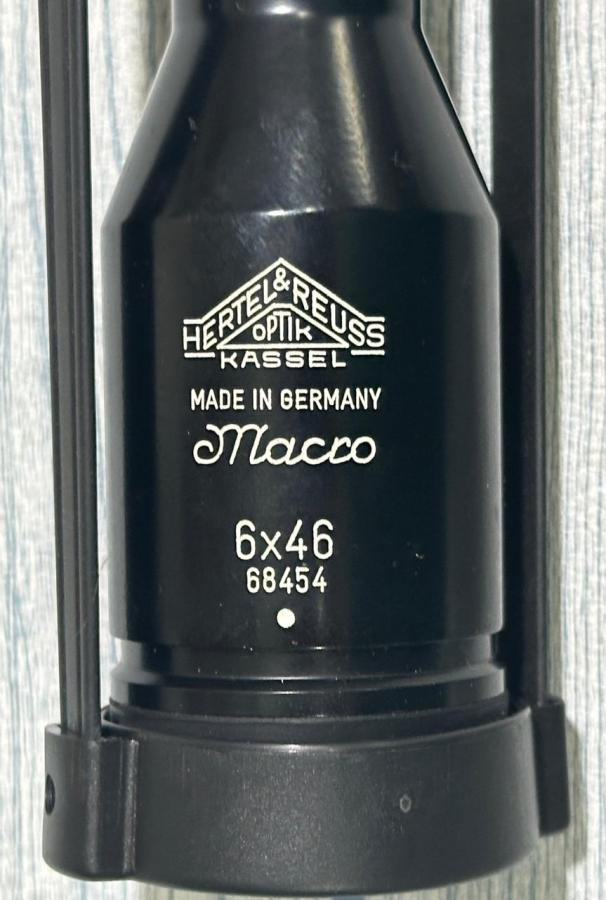 HERTEL & REUSS
OPTIK
KASSEL
MADE IN GERMANY
Macro
6x46
68454